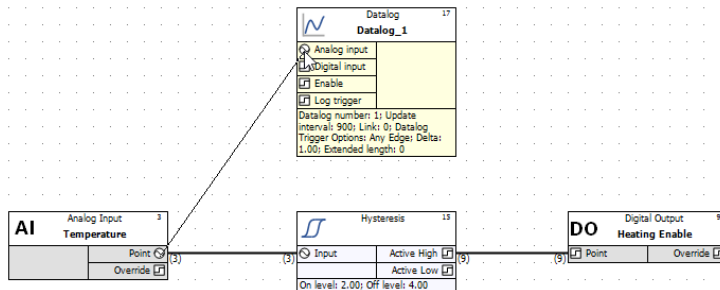 Datalog 17
Datalog_1
Analog input
Digital input
Enable
Log trigger
Datalog number: 1; Update
interval: 900; Link: 0; Datalog
Trigger Options: Any Edge; Delta:
1.00; Extended length: 0
AI
Analog Input 3
Temperature
Point
Override
(3)
(3)
Hysteresis 15
Input
Active High
Active Low
On level: 2.00; Off level: 4.00
(9)
(9)
DO
Digital Output 9
Heating Enable
Point
Override